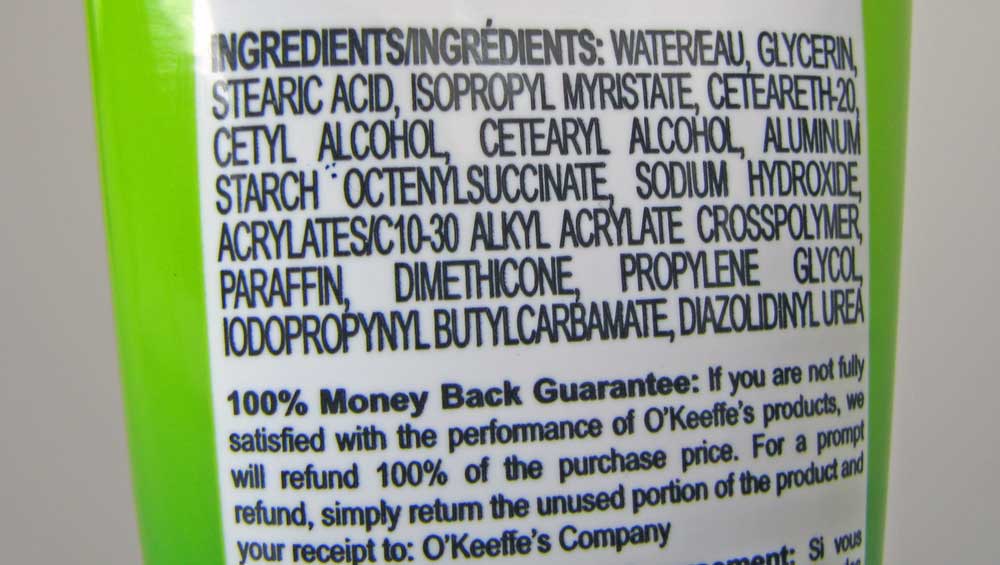 INGREDIENTS/INGRÉDIENTS: WATER/EAU, GLYCERIN,
STEARIC ACID, ISOPROPYL MYRISTATE, CETEARETH-20,
CETYL ALCOHOL, CETEARYL ALCOHOL, ALUMINUM
STARCH OCTENYLSUCCINATE, SODIUM HYDROXIDE,
ACRYLATES/C10-30 ALKYL ACRYLATE CROSSPOLYMER,
PARAFFIN, DIMETHICONE, PROPYLENE GLYCOL,
IODOPROPYNYL BUTYLCARBAMATE, DIAZOLIDINYL UREA
100% Money Back Guarantee: If you are not fully
satisfied with the performance of O'Keeffe's products, we
will refund 100% of the purchase price. For a prompt
refund, simply return the unused portion of the product and
your receipt to: O'Keeffe's Company
Si vous